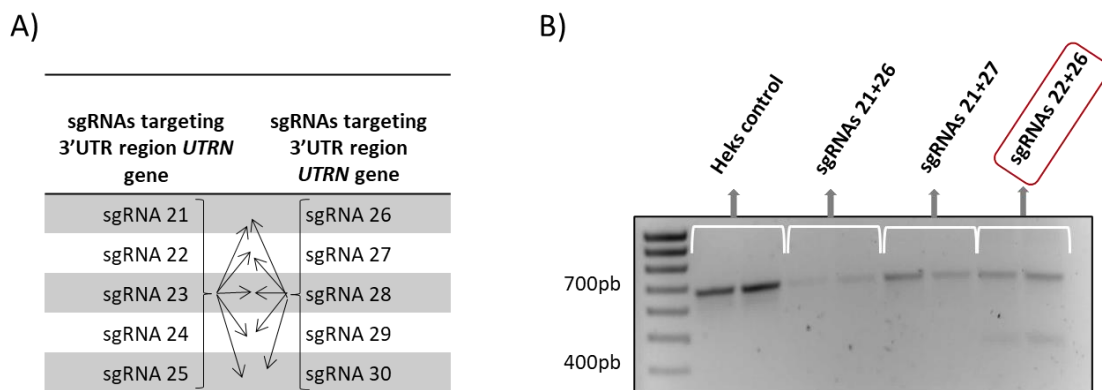 A)
sgRNAs targeting
3’UTR region UTRN
gene
sgRNAs targeting
3’UTR region
UTRN gene
sgRNA 21
sgRNA 26
sgRNA 22
sgRNA 27
sgRNA 23
sgRNA 28
sgRNA 24
sgRNA 29
sgRNA 25
sgRNA 30
B)
Heks control
sgRNAs 21+26
sgRNAs 21+27
sgRNAs 22+26
700pb
400pb